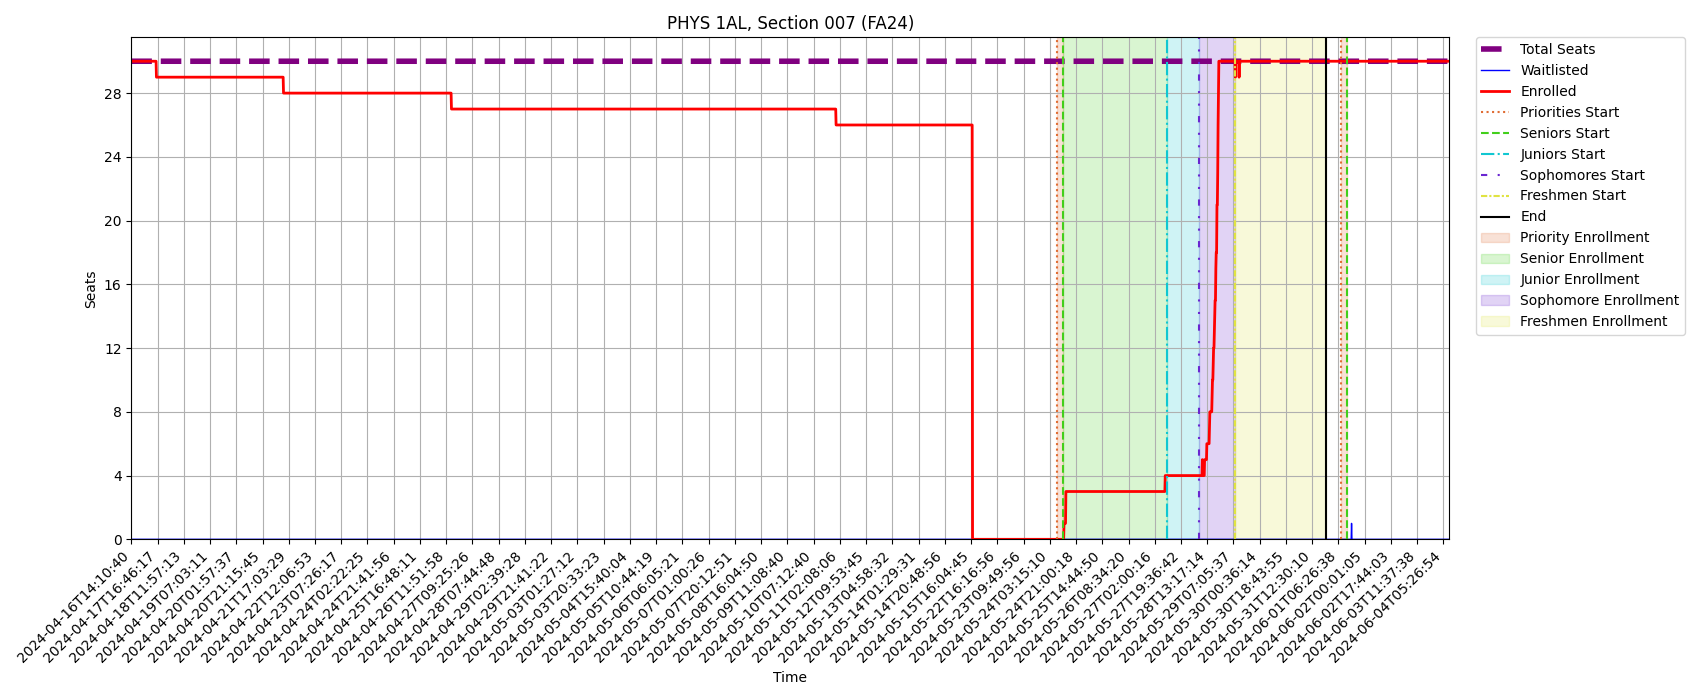 PHYS 1AL, Section 007 (FA24)
Total Seats
Waitlisted
Enrolled
Priorities Start
Seniors Start
Juniors Start
Sophomores Start
Freshmen Start
End
Priority Enrollment
Senior Enrollment
Junior Enrollment
Sophomore Enrollment
Freshmen Enrollment
Seats
28
24
20
16
12
8
4
0
2024-04-16T14:10:40
2024-04-17T16:46:17
2024-04-18T11:57:13
2024-04-19T07:03:11
2024-04-20T01:57:37
2024-04-20T21:15:45
2024-04-21T17:03:29
2024-04-22T12:06:53
2024-04-23T07:26:17
2024-04-24T02:22:25
2024-04-24T21:41:56
2024-04-25T16:48:11
2024-04-26T11:51:58
2024-04-27T09:25:26
2024-04-28T07:44:48
2024-04-29T02:39:28
2024-04-29T21:41:22
2024-05-03T01:27:12
2024-05-03T20:33:23
2024-05-04T15:40:04
2024-05-05T10:44:19
2024-05-06T06:05:21
2024-05-07T01:00:26
2024-05-07T20:12:51
2024-05-08T16:04:50
2024-05-09T11:08:40
2024-05-10T07:12:40
2024-05-11T02:08:06
2024-05-12T09:53:45
2024-05-13T04:58:32
2024-05-14T01:29:31
2024-05-14T20:48:56
2024-05-15T16:04:45
2024-05-22T16:16:56
2024-05-23T09:49:56
2024-05-24T03:15:10
2024-05-24T21:00:18
2024-05-25T14:44:50
2024-05-26T08:34:20
2024-05-27T02:00:16
2024-05-27T19:36:42
2024-05-28T13:17:14
2024-05-29T07:05:37
2024-05-30T00:36:14
2024-05-30T18:43:55
2024-05-31T12:30:10
2024-06-01T06:26:38
2024-06-02T00:01:05
2024-06-02T17:44:03
2024-06-03T11:37:38
2024-06-04T05:26:54
Time